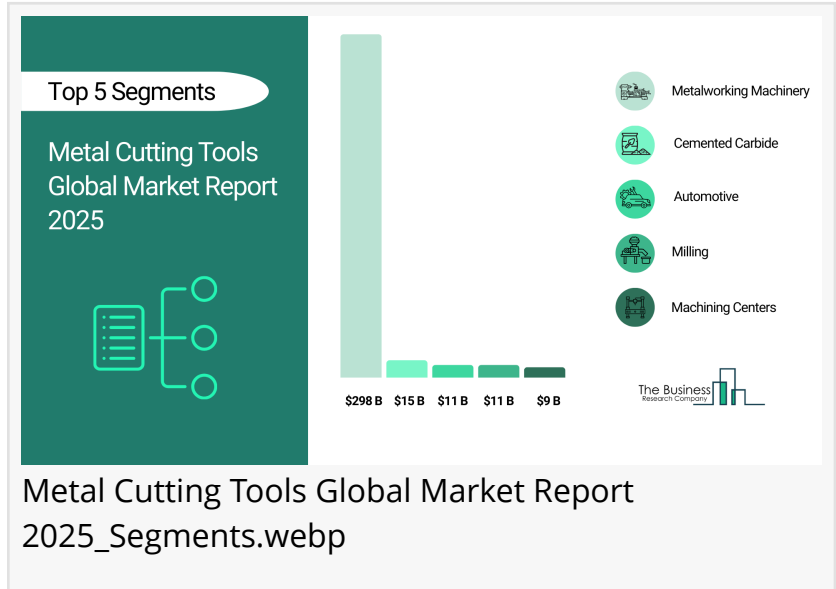 Top 5 Segments
Metal Cutting Tools
Global Market Report
2025
$298 B
$15 B
$11 B
$11 B
$9 B
Metalworking Machinery
Cemented Carbide
Automotive
Milling
Machining Centers
The Business
Research Company
Metal Cutting Tools Global Market Report
2025_Segments.webp